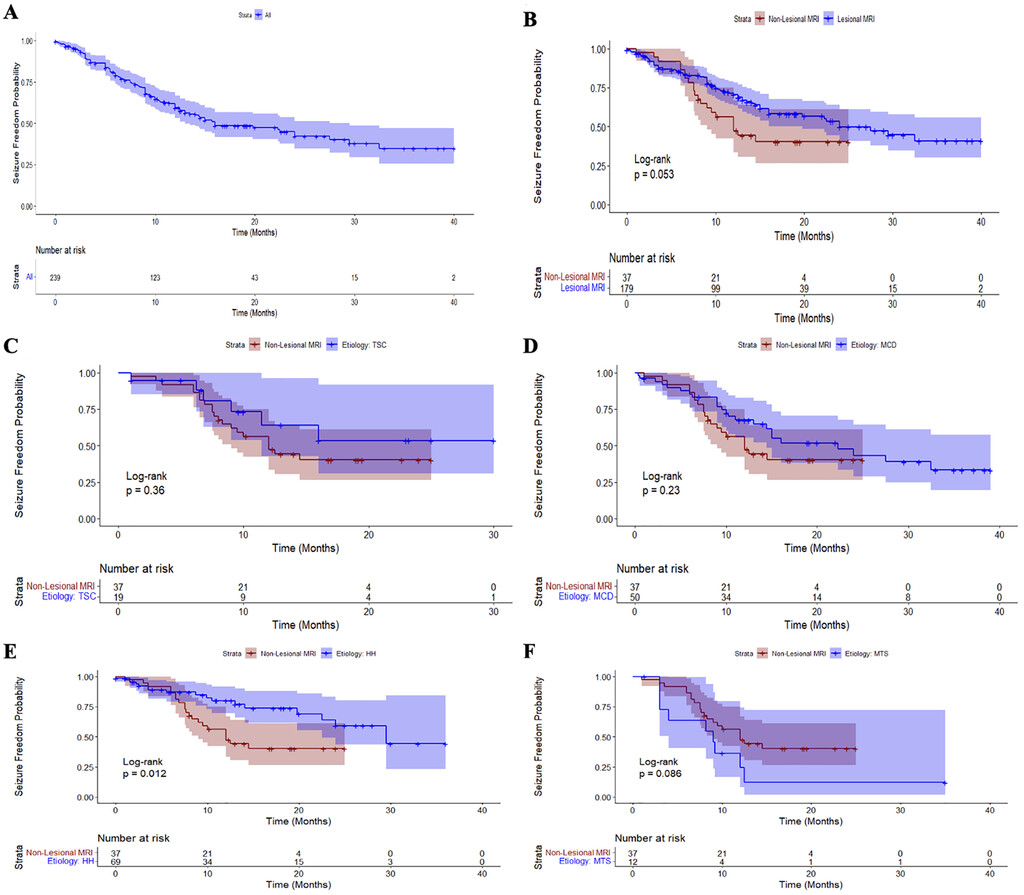 A
Strata All
Seizure Freedom Probability
1.00
0.75
0.50
0.25
0.00
0 10 20 30 40
Time (Months)
Number at risk
Strata
All 239 123 43 15 2
0 10 20 30 40
Time (Months)
B
Strata Non-Lesional MRI Lesional MRI
Seizure Freedom Probability
1.00
0.75
0.50
0.25
0.00
Log-rank
p = 0.053
0 10 20 30 40
Time (Months)
Number at risk
Strata
Non-Lesional MRI 37 21 4 0 0
Lesional MRI 179 99 39 15 2
0 10 20 30 40
Time (Months)
C
Strata Non-Lesional MRI Etiology: TSC
Seizure Freedom Probability
1.00
0.75
0.50
0.25
0.00
Log-rank
p = 0.36
0 10 20 30
Time (Months)
Number at risk
Strata
Non-Lesional MRI 37 21 4 0
Etiology: TSC 19 9 4 1
0 10 20 30
Time (Months)
D
Strata Non-Lesional MRI Etiology: MCD
Seizure Freedom Probability
1.00
0.75
0.50
0.25
0.00
Log-rank
p = 0.23
0 10 20 30 40
Time (Months)
Number at risk
Strata
Non-Lesional MRI 37 21 4 0 0
Etiology: MCD 50 34 14 8 0
0 10 20 30 40
Time (Months)
E
Strata Non-Lesional MRI Etiology: HH
Seizure Freedom Probability
1.00
0.75
0.50
0.25
0.00
Log-rank
p = 0.012
0 10 20 30 40
Time (Months)
Number at risk
Strata
Non-Lesional MRI 37 21 4 0 0
Etiology: HH 69 34 15 3 0
0 10 20 30 40
Time (Months)
F
Strata Non-Lesional MRI Etiology: MTS
Seizure Freedom Probability
1.00
0.75
0.50
0.25
0.00
Log-rank
p = 0.086
0 10 20 30 40
Time (Months)
Number at risk
Strata
Non-Lesional MRI 37 21 4 0 0
Etiology: MTS 12 4 1 1 0
0 10 20 30 40
Time (Months)